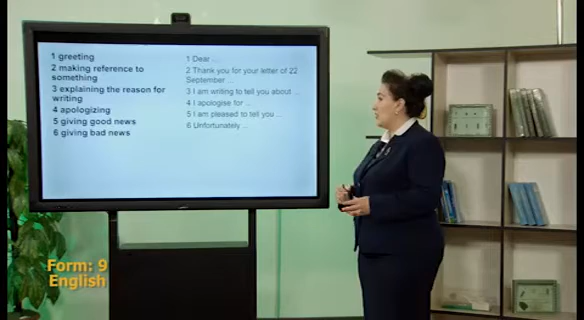 1 greeting
2 making reference to
something
3 explaining the reason for
writing
4 apologizing
5 giving good news
6 giving bad news
1 Dear ...
2 Thank you for your letter of 22
September ...
3 I am writing to tell you about ...
4 I apologise for ...
5 I am pleased to tell you ...
6 Unfortunately ...
Form: 9
English